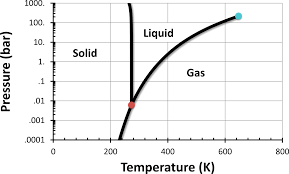 Pressure (bar)
1000.
100.
10.
1.
.1
.01
.001
.0001
Solid
Liquid
Gas
0
200
400
600
800
Temperature (K)